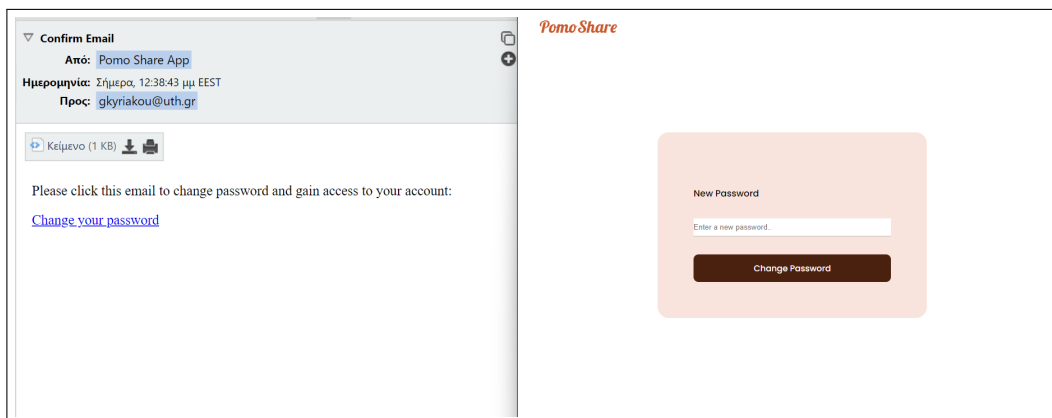 Confirm Email
Από: Pomo Share App
Ημερομηνία: Σήμερα, 12:38:43 μμ EEST
Προς: gkyriakou@uth.gr
Κείμενο (1 KB)
Please click this email to change password and gain access to your account:
Change your password
PomoShare
New Password
Enter a new password..
Change Password